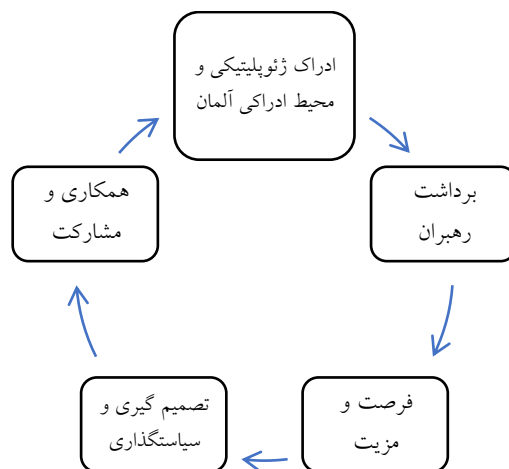 ادراک ژئوپلیتیکی و
محیط ادراکی آلمان
برداشت
رهبران
فرصت و
مزیت
تصمیم گیری و
سیاستگذاری
همکاری و
مشارکت